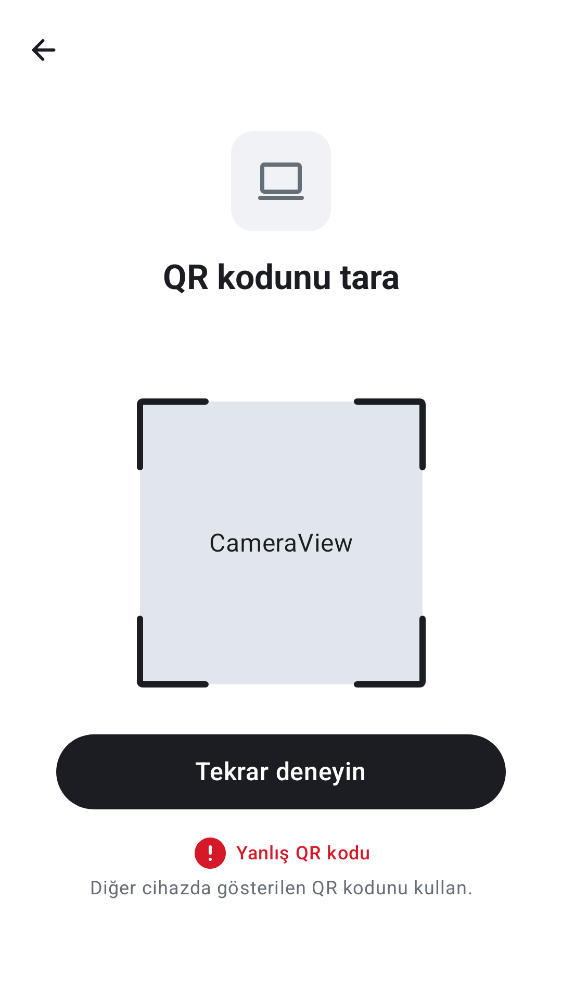 QR kodunu tara
CameraView
Tekrar deneyin
Yanlış QR kodu
Diğer cihazda gösterilen QR kodunu kullan.